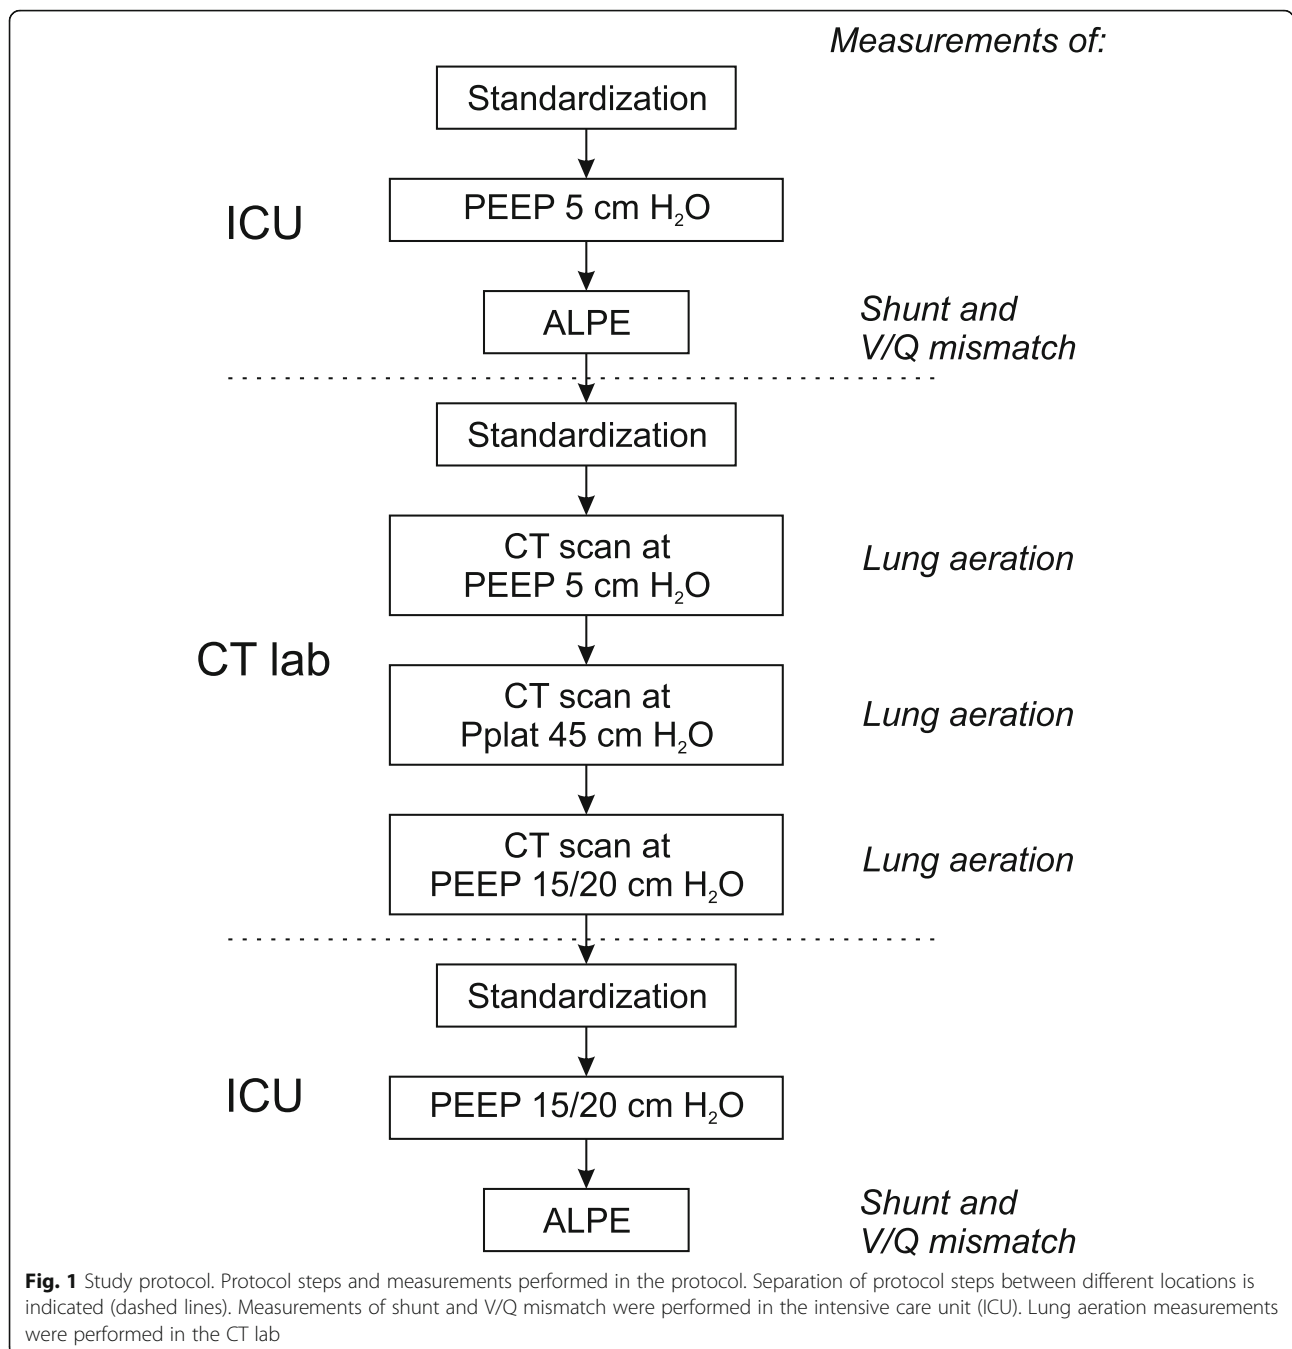 Measurements of:
Standardization
ICU
PEEP 5 cm H₂O
ALPE
Shunt and
V/Q mismatch
Standardization
CT scan at
PEEP 5 cm H₂O
Lung aeration
CT lab
CT scan at
Pplat 45 cm H₂O
Lung aeration
CT scan at
PEEP 15/20 cm H₂O
Lung aeration
Standardization
ICU
PEEP 15/20 cm H₂O
ALPE
Shunt and
V/Q mismatch
Fig. 1 Study protocol. Protocol steps and measurements performed in the protocol. Separation of protocol steps between different locations is
indicated (dashed lines). Measurements of shunt and V/Q mismatch were performed in the intensive care unit (ICU). Lung aeration measurements
were performed in the CT lab